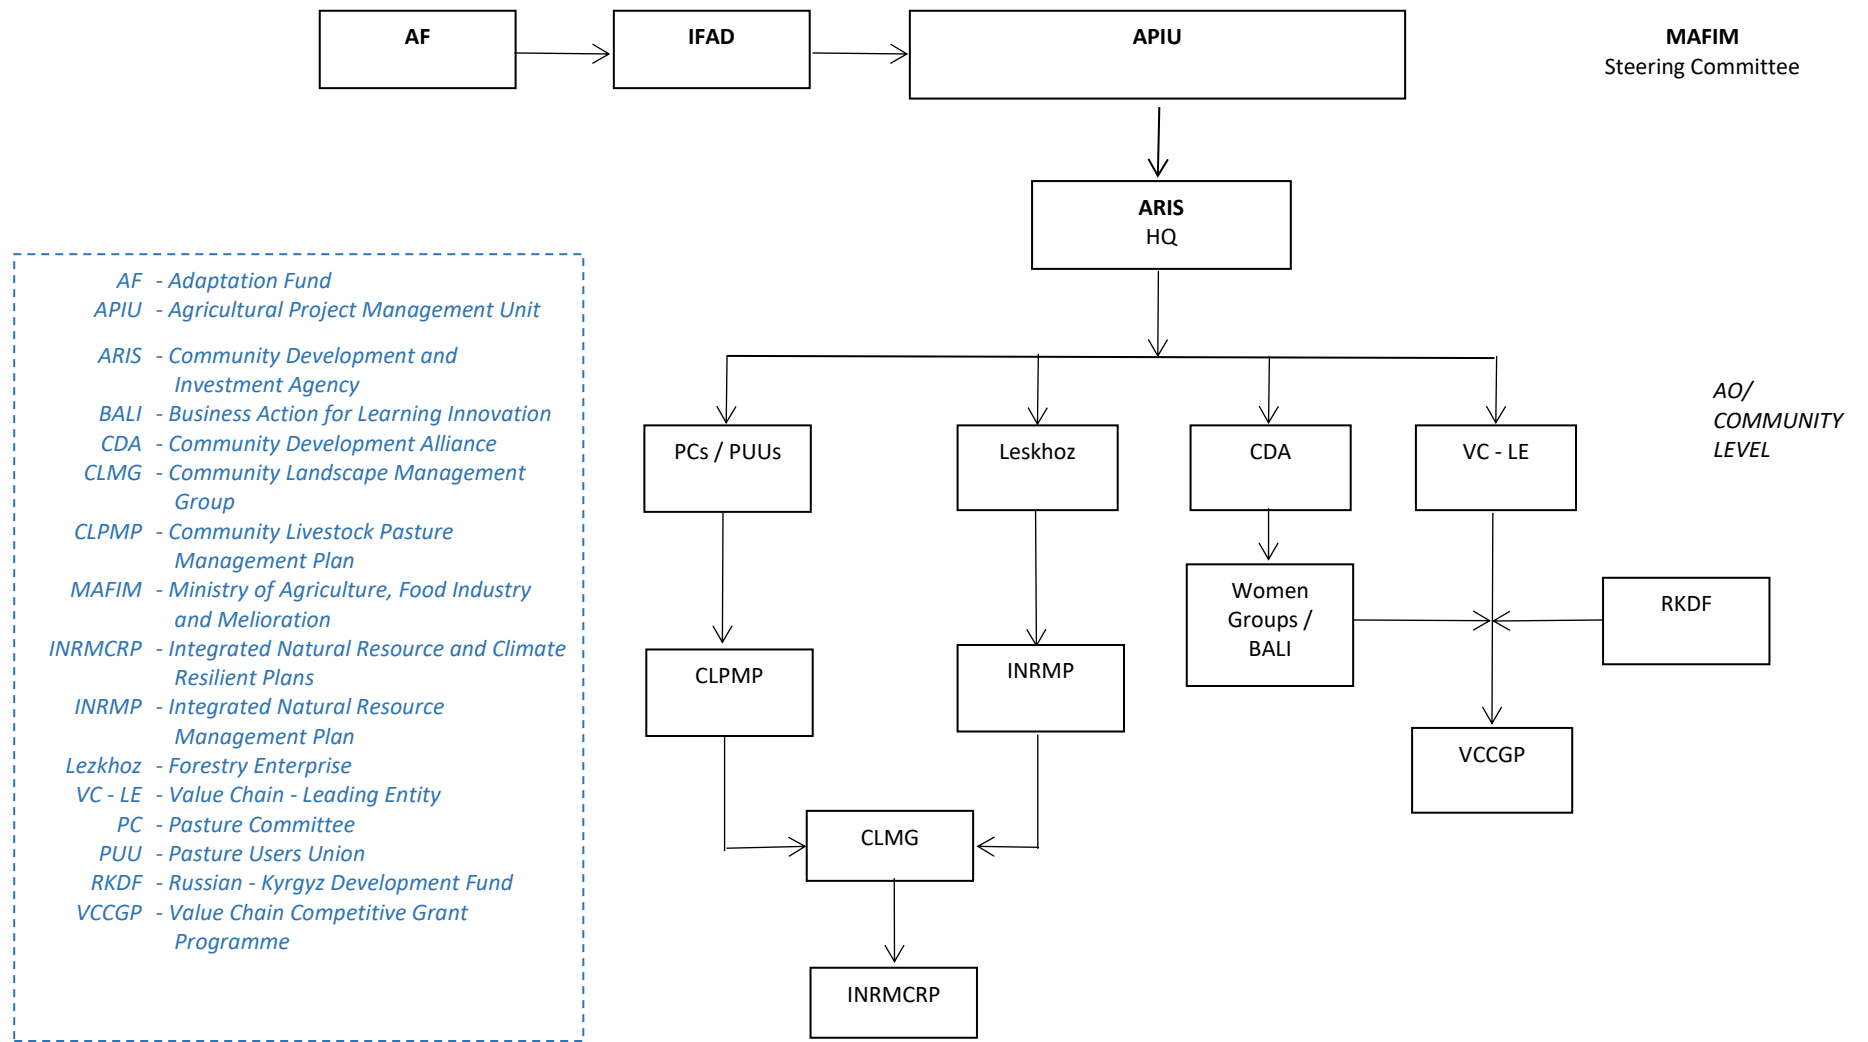 AF
IFAD
APIU
MAFIM
Steering Committee
ARIS
HQ
AF - Adaptation Fund
APIU - Agricultural Project Management Unit
ARIS - Community Development and
Investment Agency
BALI - Business Action for Learning Innovation
CDA - Community Development Alliance
CLMG - Community Landscape Management
Group
CLPMP - Community Livestock Pasture
Management Plan
MAFIM - Ministry of Agriculture, Food Industry
and Melioration
INRMCRP - Integrated Natural Resource and Climate
Resilient Plans
INRMP - Integrated Natural Resource
Management Plan
Lezkhoz - Forestry Enterprise
VC - LE - Value Chain - Leading Entity
PC - Pasture Committee
PUU - Pasture Users Union
RKDF - Russian - Kyrgyz Development Fund
VCCGP - Value Chain Competitive Grant
Programme
PCs / PUUs
Leskhoz
CDA
VC - LE
AO/
COMMUNITY
LEVEL
Women
Groups /
BALI
RKDF
CLPMP
INRMP
VCCGP
CLMG
INRMCRP